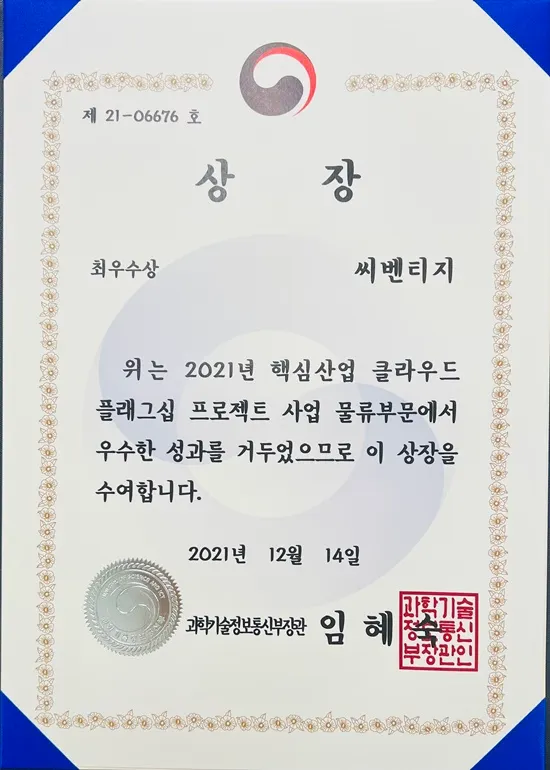 제 21-06676 호
상 장
최우수상 씨벤티지
위는 2021년 핵심산업 클라우드
플래그십 프로젝트 사업 물류부문에서
우수한 성과를 거두었으므로 이 상장을
수여합니다.
2021년 12월 14일
과학기술정보통신부장관 임 혜 숙
과학기술
정보통신
부장관인